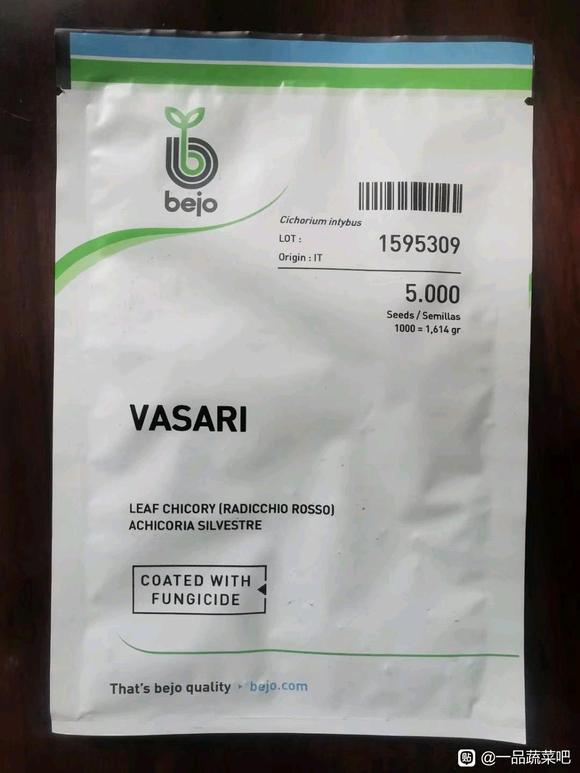 bejo
Cichorium intybus
LOT : 1595309
Origin : IT
5.000
Seeds / Semillas
1000 = 1,614 gr
VASARI
LEAF CHICORY (RADICCHIO ROSSO)
ACHICORIA SILVESTRE
COATED WITH
FUNGICIDE
That's bejo quality bejo.com
贴 @一品蔬菜吧